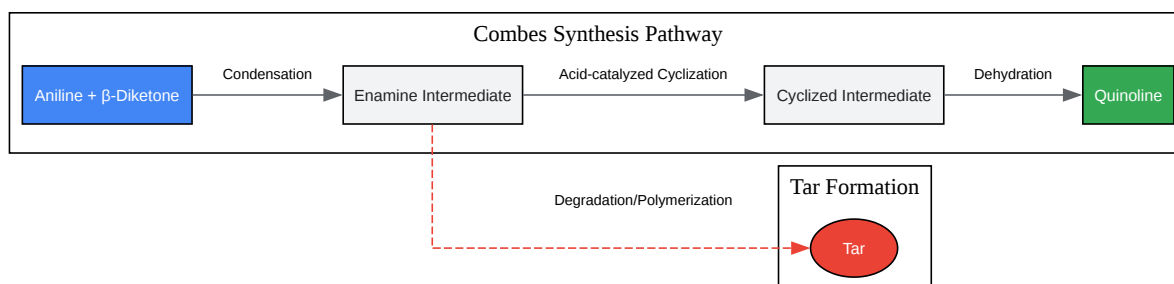 Combes Synthesis Pathway
Aniline + β-Diketone
Condensation
Enamine Intermediate
Acid-catalyzed Cyclization
Cyclized Intermediate
Dehydration
Quinoline
Degradation/Polymerization
Tar Formation
Tar